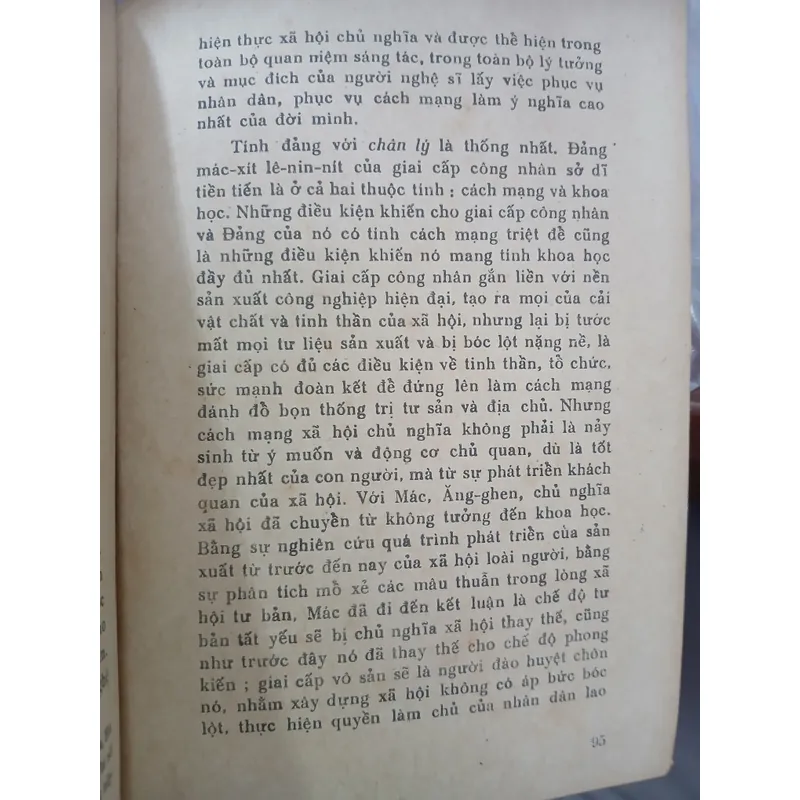 hiện thực xã hội chủ nghĩa và được thể hiện trong
toàn bộ quan niệm sáng tác, trong toàn bộ lý tưởng
và mục đích của người nghệ sĩ lấy việc phục vụ
nhân dân, phục vụ cách mạng làm ý nghĩa cao
nhất của đời mình.
Tính đảng với chân lý là thống nhất. Đảng
mác-xít lê-nin-nít của giai cấp công nhân sở dĩ
tiền tiến là ở cả hai thuộc tính : cách mạng và khoa
học. Những điều kiện khiến cho giai cấp công nhân
và Đảng của nó có tính cách mạng triệt để cũng
là những điều kiện khiến nó mang tính khoa học
đầy đủ nhất. Giai cấp công nhân gắn liền với nền
sản xuất công nghiệp hiện đại, tạo ra mọi của cải
vật chất và tinh thần của xã hội, nhưng lại bị tước
mất mọi tư liệu sản xuất và bị bóc lột nặng nề, là
giai cấp có đủ các điều kiện về tinh thần, tổ chức,
sức mạnh đoàn kết để đứng lên làm cách mạng
đánh đổ bọn thống trị tư sản và địa chủ. Nhưng
cách mạng xã hội chủ nghĩa không phải là nảy
sinh từ ý muốn và động cơ chủ quan, dù là tốt
đẹp nhất của con người, mà từ sự phát triển khách
quan của xã hội. Với Mác, Ăng-ghen, chủ nghĩa
xã hội đã chuyển từ không tưởng đến khoa học.
Bằng sự nghiên cứu quá trình phát triển của sản
xuất từ trước đến nay của xã hội loài người, bằng
sự phân tích mổ xẻ các mâu thuẫn trong lòng xã
hội tư bản, Mác đã đi đến kết luận là chế độ tư
bản tất yếu sẽ bị chủ nghĩa xã hội thay thế, cũng
như trước đây nó đã thay thế cho chế độ phong
kiến ; giai cấp vô sản sẽ là người đào huyệt chôn
nó, nhằm xây dựng xã hội không có áp bức bóc
lột, thực hiện quyền làm chủ của nhân dân lao
95